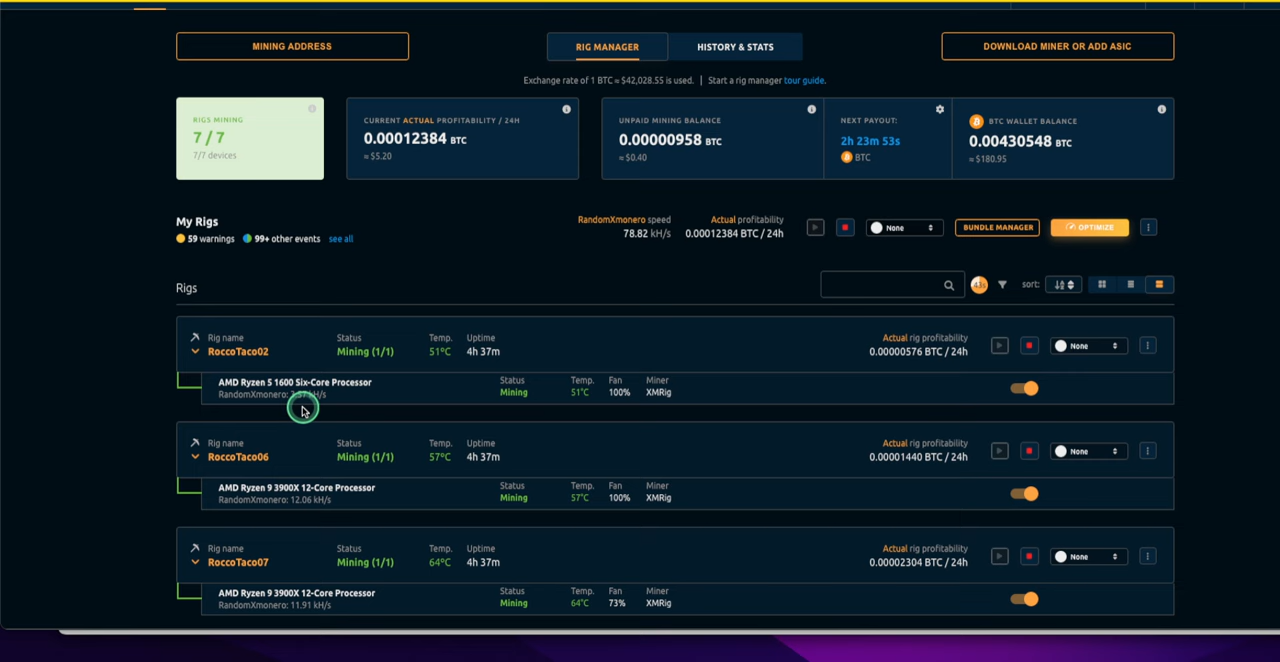 MINING ADDRESS
RIG MANAGER
HISTORY & STATS
DOWNLOAD MINER OR ADD ASIC
Exchange rate of 1 BTC ≈ $42,028.55 is used. | Start a rig manager tour guide.
RIGS MINING
7 / 7
7/7 devices
CURRENT ACTUAL PROFITABILITY / 24H
0.00012384 BTC
≈ $5.20
UNPAID MINING BALANCE
0.00000958 BTC
≈ $0.40
NEXT PAYOUT:
2h 23m 53s
BTC
BTC WALLET BALANCE
0.00430548 BTC
≈ $180.95
My Rigs
59 warnings 99+ other events see all
RandomXmonero speed
78.82 kH/s
Actual profitability
0.00012384 BTC / 24h
None
BUNDLE MANAGER
OPTIMIZE
Rigs
sort:
Rig name Status Temp. Uptime Actual rig profitability
RoccoTaco02 Mining (1/1) 51°C 4h 37m 0.00000576 BTC / 24h None
AMD Ryzen 5 1600 Six-Core Processor Status Temp. Fan Miner
RandomXmonero: kH/s Mining 51°C 100% XMRig
Rig name Status Temp. Uptime Actual rig profitability
RoccoTaco06 Mining (1/1) 57°C 4h 37m 0.00001440 BTC / 24h None
AMD Ryzen 9 3900X 12-Core Processor Status Temp. Fan Miner
RandomXmonero: 12.06 kH/s Mining 57°C 100% XMRig
Rig name Status Temp. Uptime Actual rig profitability
RoccoTaco07 Mining (1/1) 64°C 4h 37m 0.00002304 BTC / 24h None
AMD Ryzen 9 3900X 12-Core Processor Status Temp. Fan Miner
RandomXmonero: 11.91 kH/s Mining 64°C 73% XMRig